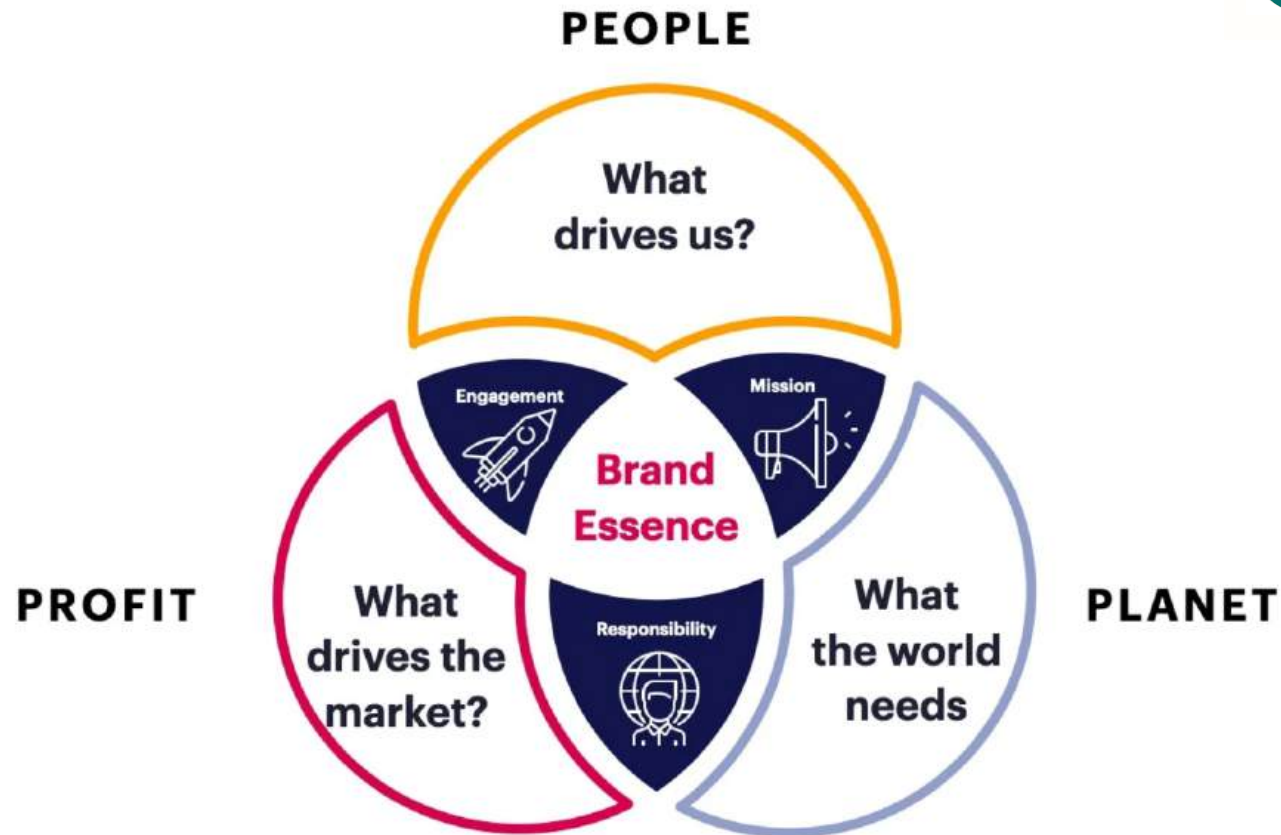 PEOPLE
What
drives us?
Engagement
Mission
Brand
Essence
PROFIT
What
drives the
market?
Responsibility
What
the world
needs
PLANET